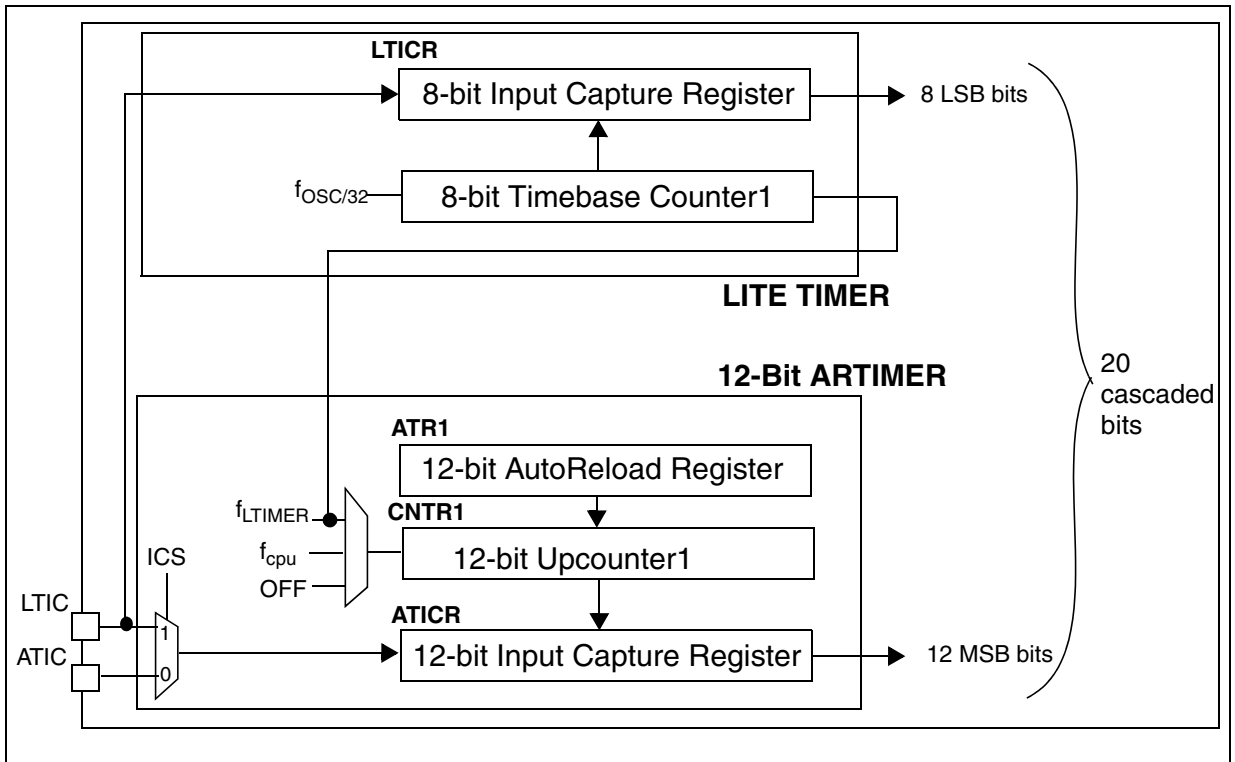 LTICR
8-bit Input Capture Register
8 LSB bits
fOSC/32
8-bit Timebase Counter1
LITE TIMER
12-Bit ARTIMER
20
cascaded
bits
ATR1
12-bit AutoReload Register
fLTIMER
CNTR1
fcpu
12-bit Upcounter1
OFF
ICS
LTIC
ATICR
1
ATIC
12-bit Input Capture Register
12 MSB bits
0